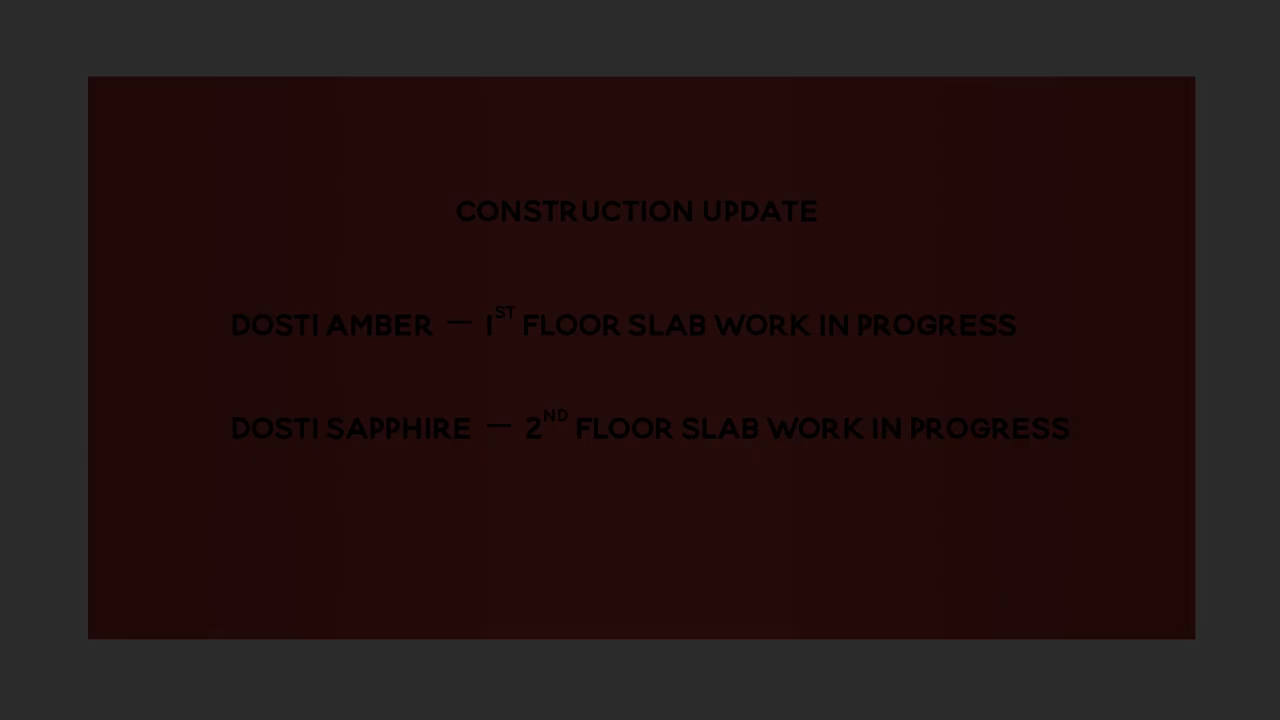 CONSTRUCTION UPDATE
DOSTI AMBER – 1ST FLOOR SLAB WORK IN PROGRESS
DOSTI SAPPHIRE – 2ND FLOOR SLAB WORK IN PROGRESS